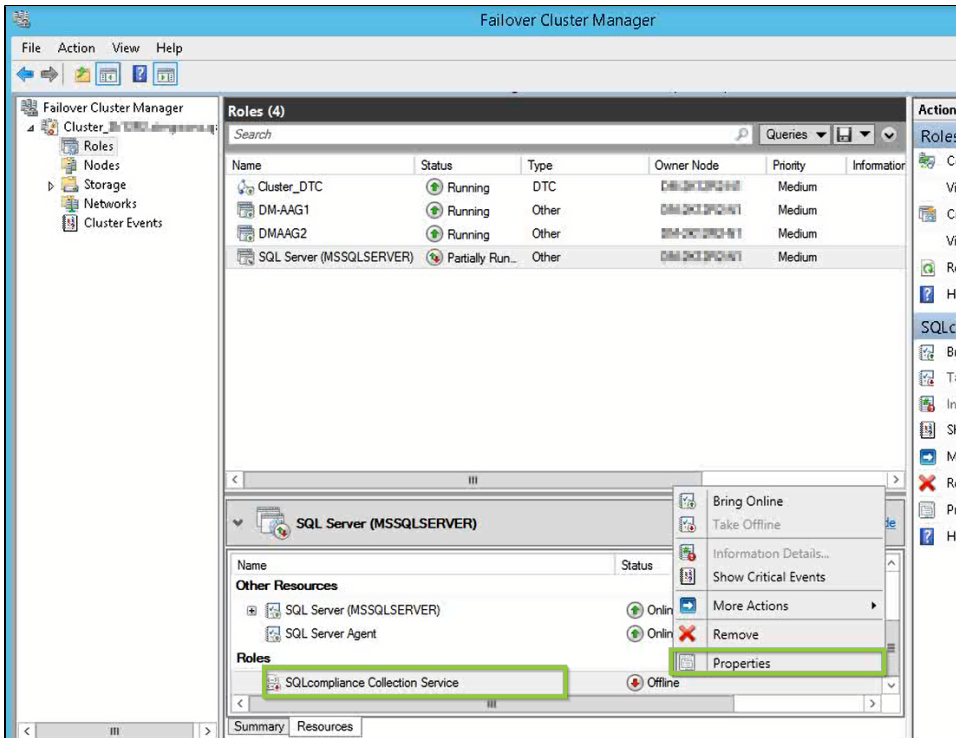 Failover Cluster Manager
File Action View Help
Failover Cluster Manager
Cluster_
Roles
Nodes
Storage
Networks
Cluster Events
Roles (4)
Search
Queries
Name Status Type Owner Node Priority Information
Cluster_DTC Running DTC Medium
DM-AAG1 Running Other Medium
DMAAG2 Running Other Medium
SQL Server (MSSQLSERVER) Partially Run... Other Medium
SQL Server (MSSQLSERVER)
Name Status
Other Resources
SQL Server (MSSQLSERVER) Onlin
SQL Server Agent Onlin
Roles
SQLcompliance Collection Service Offline
Summary Resources
Bring Online
Take Offline
Information Details...
Show Critical Events
More Actions
Remove
Properties
Action
Roles
C
Vi
C
Vi
R
H
SQLc
B
T
In
S
M
R
P
H